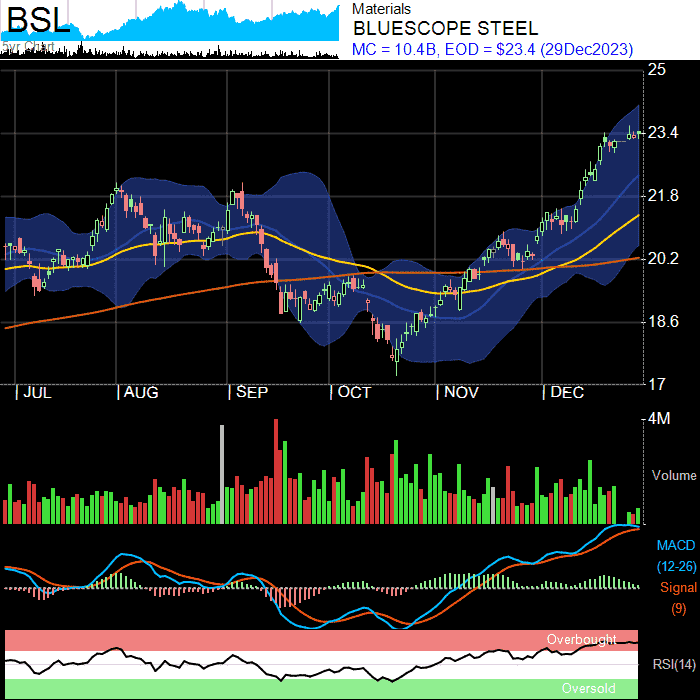 BSL
5yr Chart
Materials
BLUESCOPE STEEL
MC = 10.4B, EOD = $23.4 (29Dec2023)
25
23.4
21.8
20.2
18.6
17
JUL AUG SEP OCT NOV DEC
4M
Volume
MACD
(12-26)
Signal
(9)
Overbought
RSI(14)
Oversold